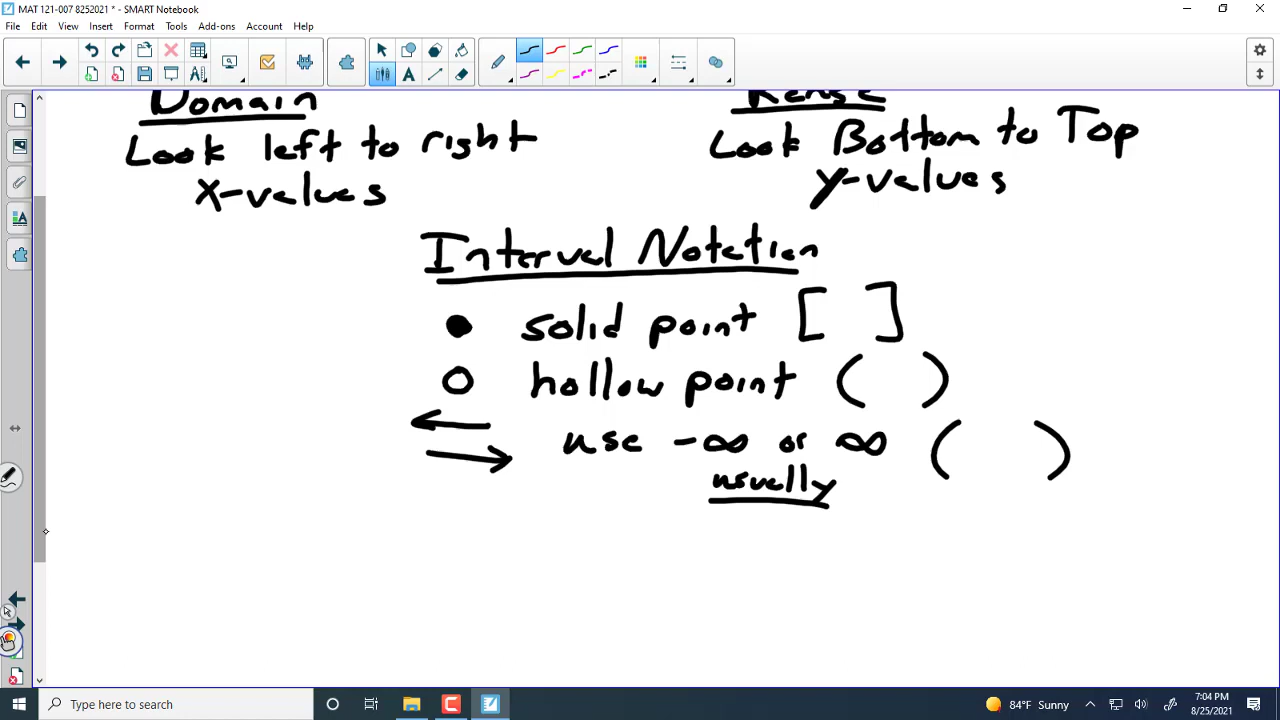 MAT 121-007 8252021 * - SMART Notebook
File Edit View Insert Format Tools Add-ons Account Help
Domain Range
Look left to right Look Bottom to Top
X-values y-values
Interval Notation
solid point [ ]
hollow point ( )
use -∞ or ∞ ( )
usually
Type here to search
84°F Sunny
7:04 PM
8/25/2021